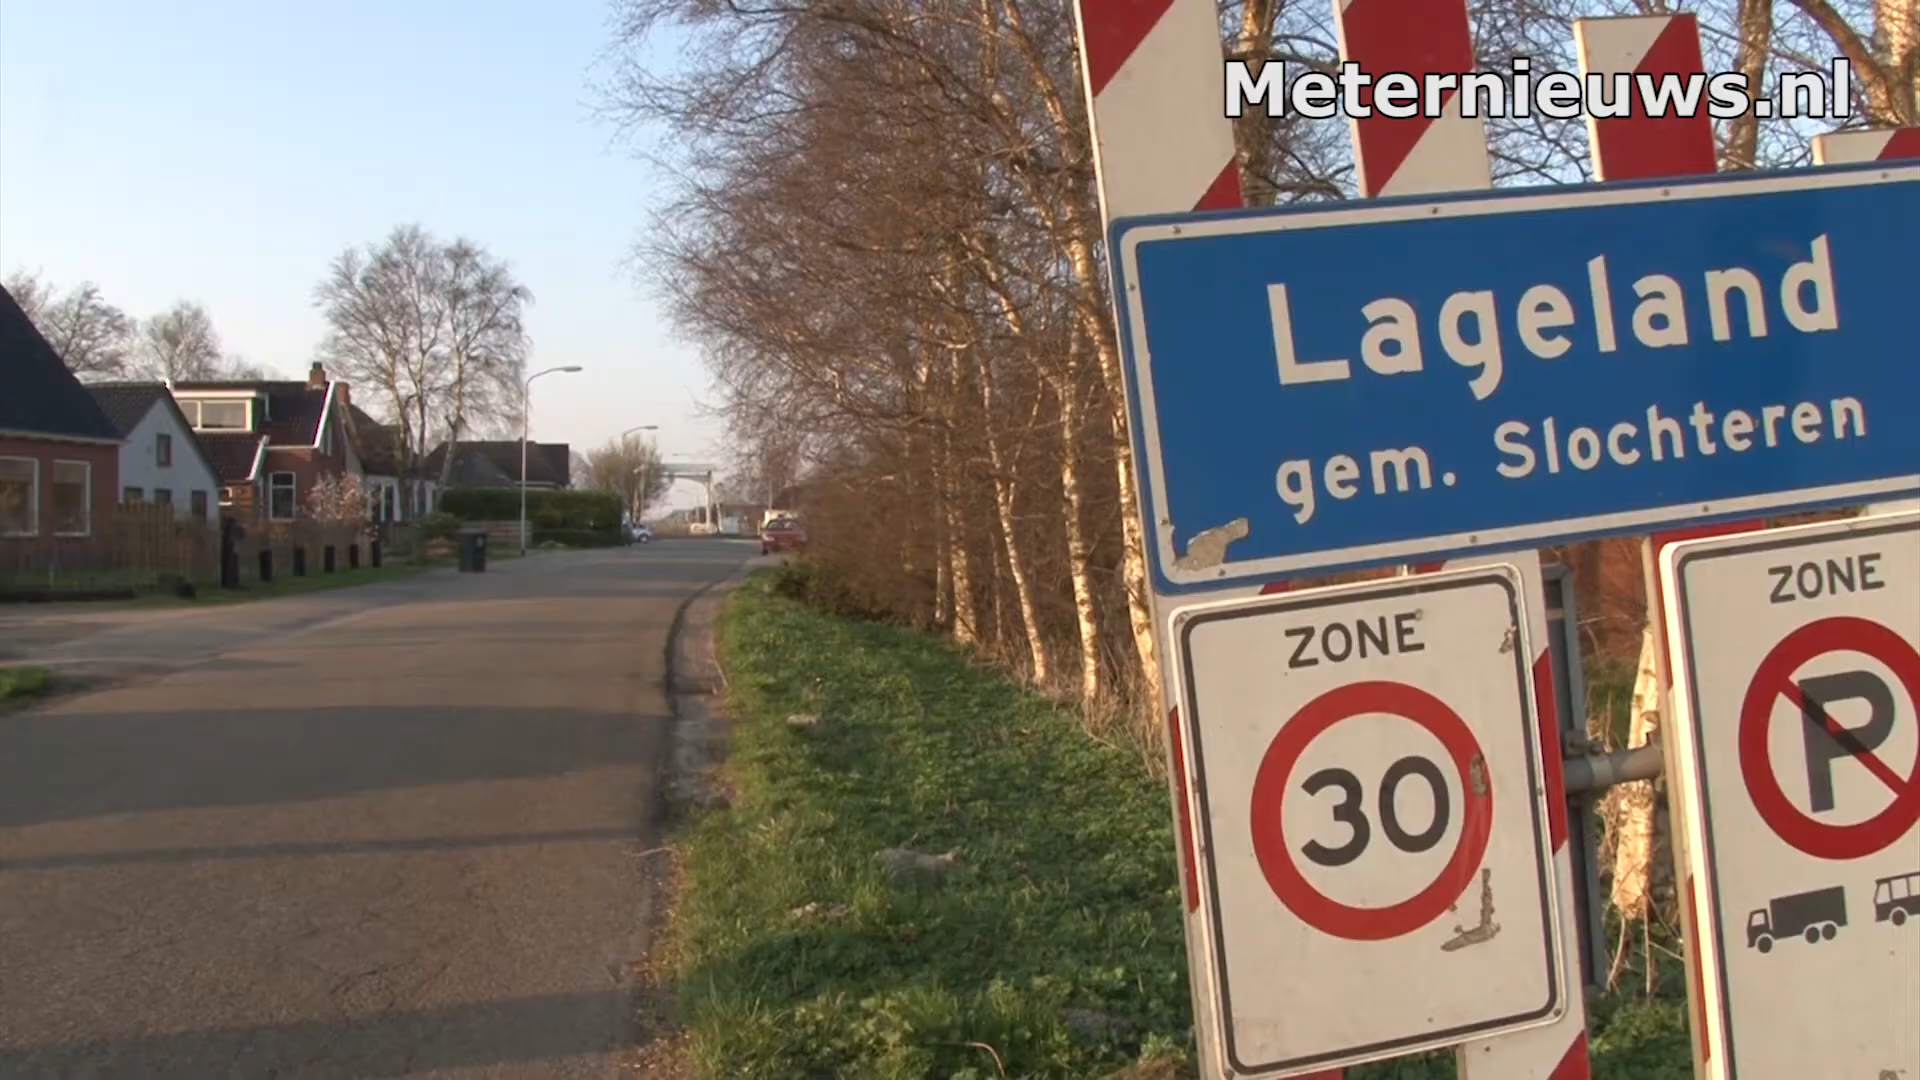 Meternieuws.nl
Lageland
gem. Slochteren
ZONE
30
ZONE
P